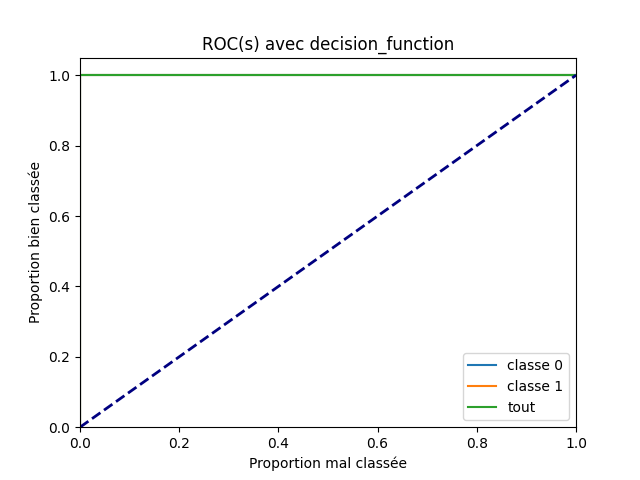 ROC(s) avec decision_function
Proportion bien classée
1.0
0.8
0.6
0.4
0.2
0.0
0.0 0.2 0.4 0.6 0.8 1.0
Proportion mal classée
classe 0
classe 1
tout